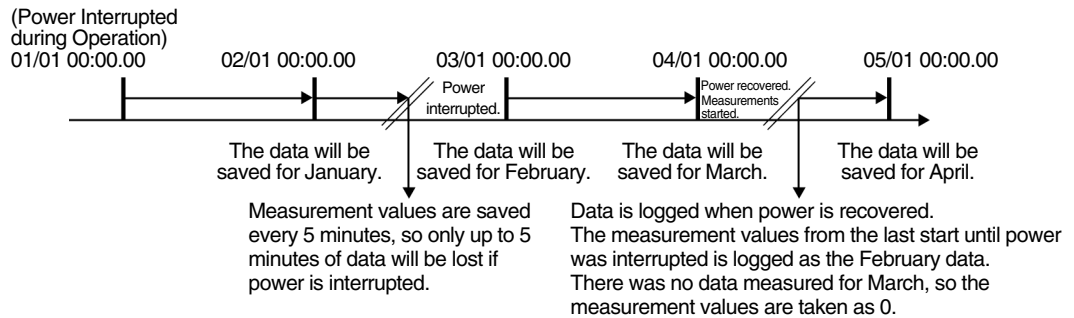 (Power Interrupted
during Operation)
01/01 00:00.00 02/01 00:00.00 03/01 00:00.00 04/01 00:00.00 05/01 00:00.00
Power
interrupted.
Power recovered.
Measurements
started.
The data will be
saved for January.
The data will be
saved for February.
The data will be
saved for March.
The data will be
saved for April.
Measurement values are saved
every 5 minutes, so only up to 5
minutes of data will be lost if
power is interrupted.
Data is logged when power is recovered.
The measurement values from the last start until power
was interrupted is logged as the February data.
There was no data measured for March, so the
measurement values are taken as 0.